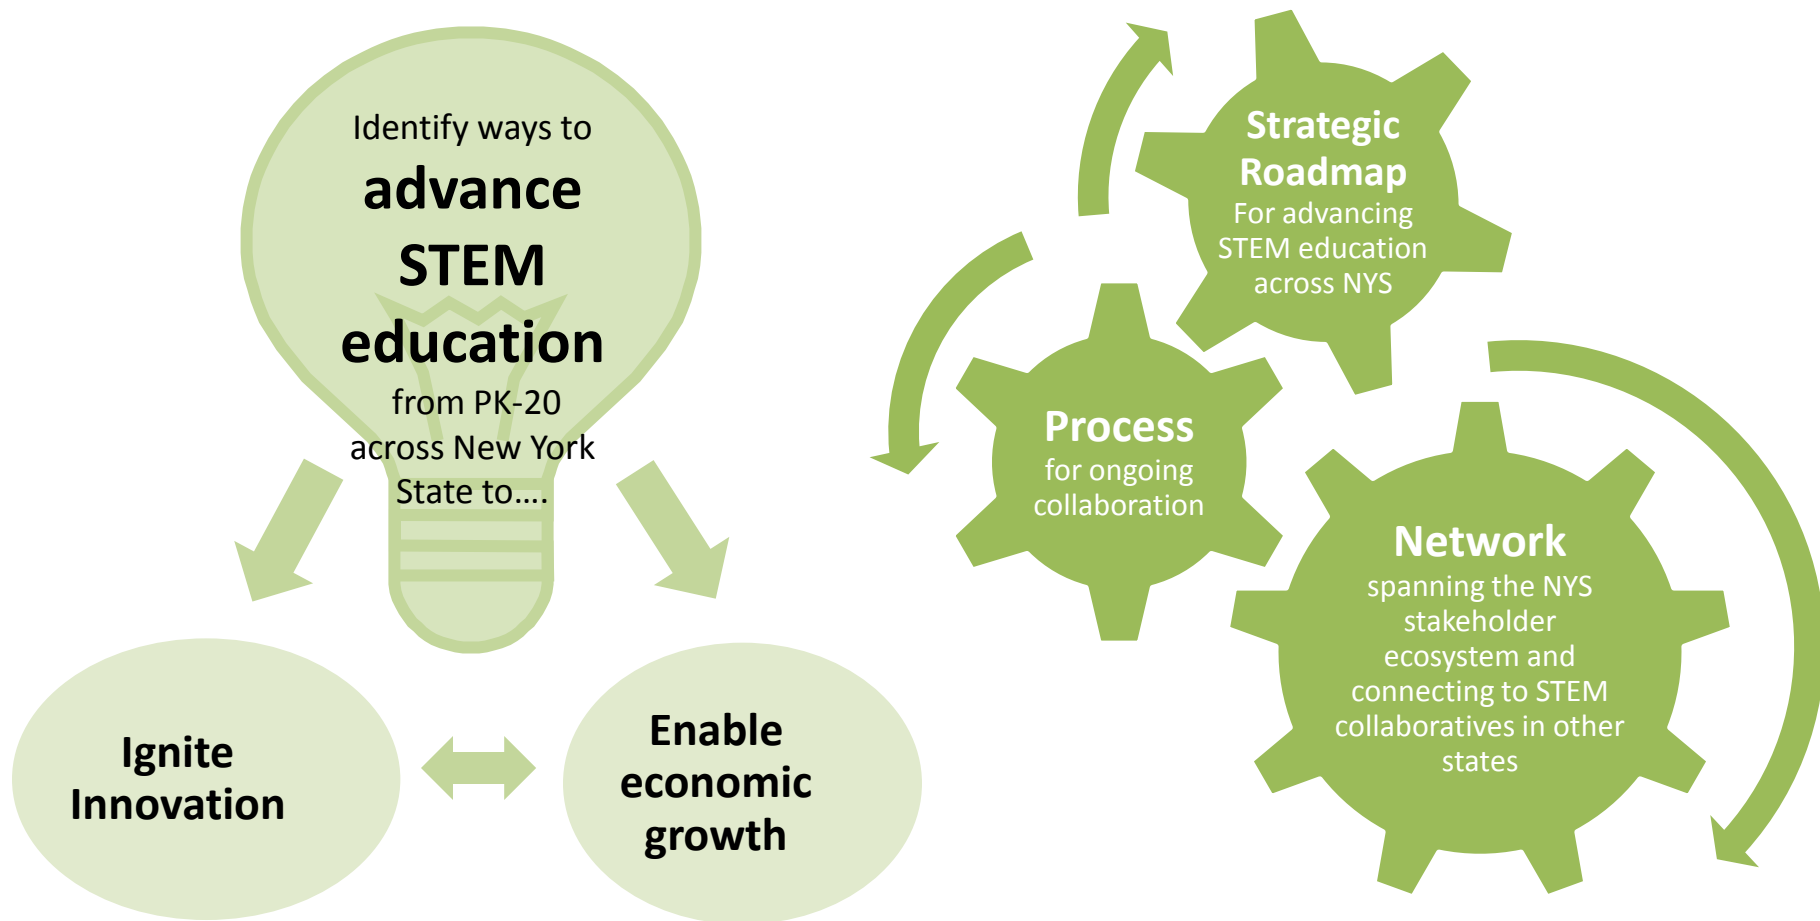 Identify ways to
advance
STEM
education
from PK-20
across New York
State to….
Ignite
Innovation
Enable
economic
growth
Strategic
Roadmap
For advancing
STEM education
across NYS
Process
for ongoing
collaboration
Network
spanning the NYS
stakeholder
ecosystem and
connecting to STEM
collaboratives in other
states